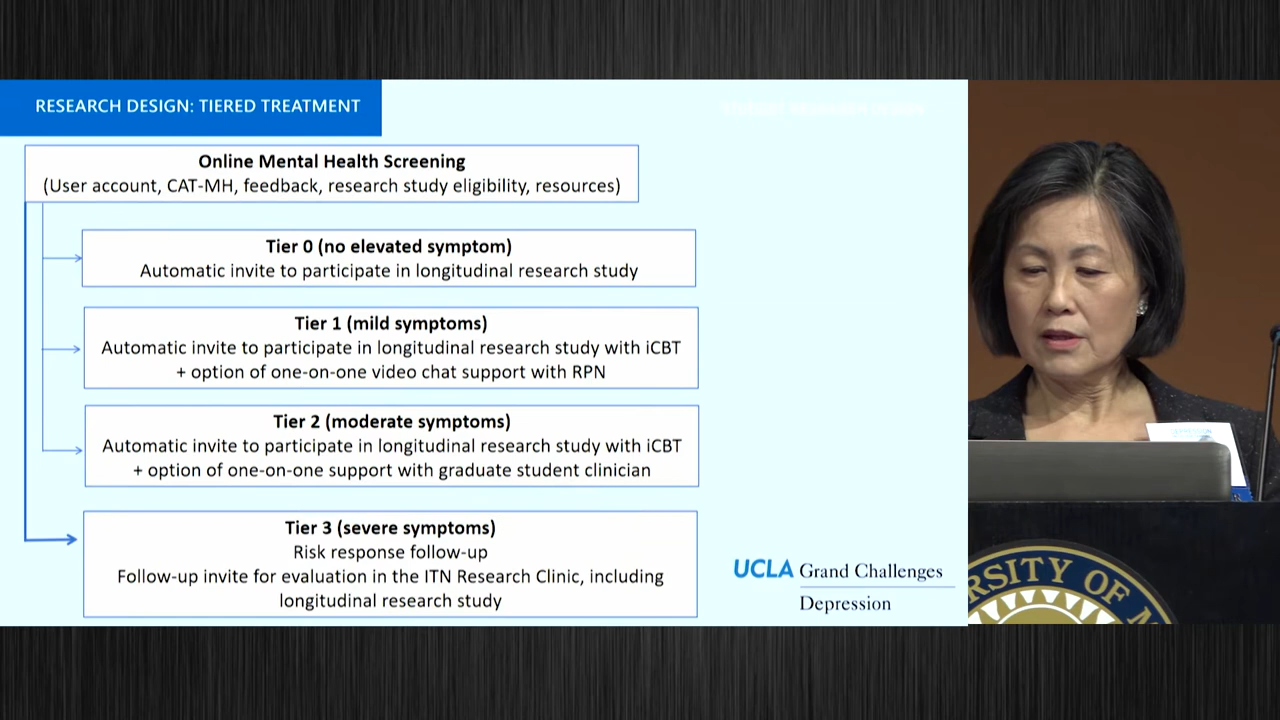 RESEARCH DESIGN: TIERED TREATMENT
Online Mental Health Screening
(User account, CAT-MH, feedback, research study eligibility, resources)
Tier 0 (no elevated symptom)
Automatic invite to participate in longitudinal research study
Tier 1 (mild symptoms)
Automatic invite to participate in longitudinal research study with iCBT
+ option of one-on-one video chat support with RPN
Tier 2 (moderate symptoms)
Automatic invite to participate in longitudinal research study with iCBT
+ option of one-on-one support with graduate student clinician
Tier 3 (severe symptoms)
Risk response follow-up
Follow-up invite for evaluation in the ITN Research Clinic, including
longitudinal research study
UCLA Grand Challenges
Depression
OF